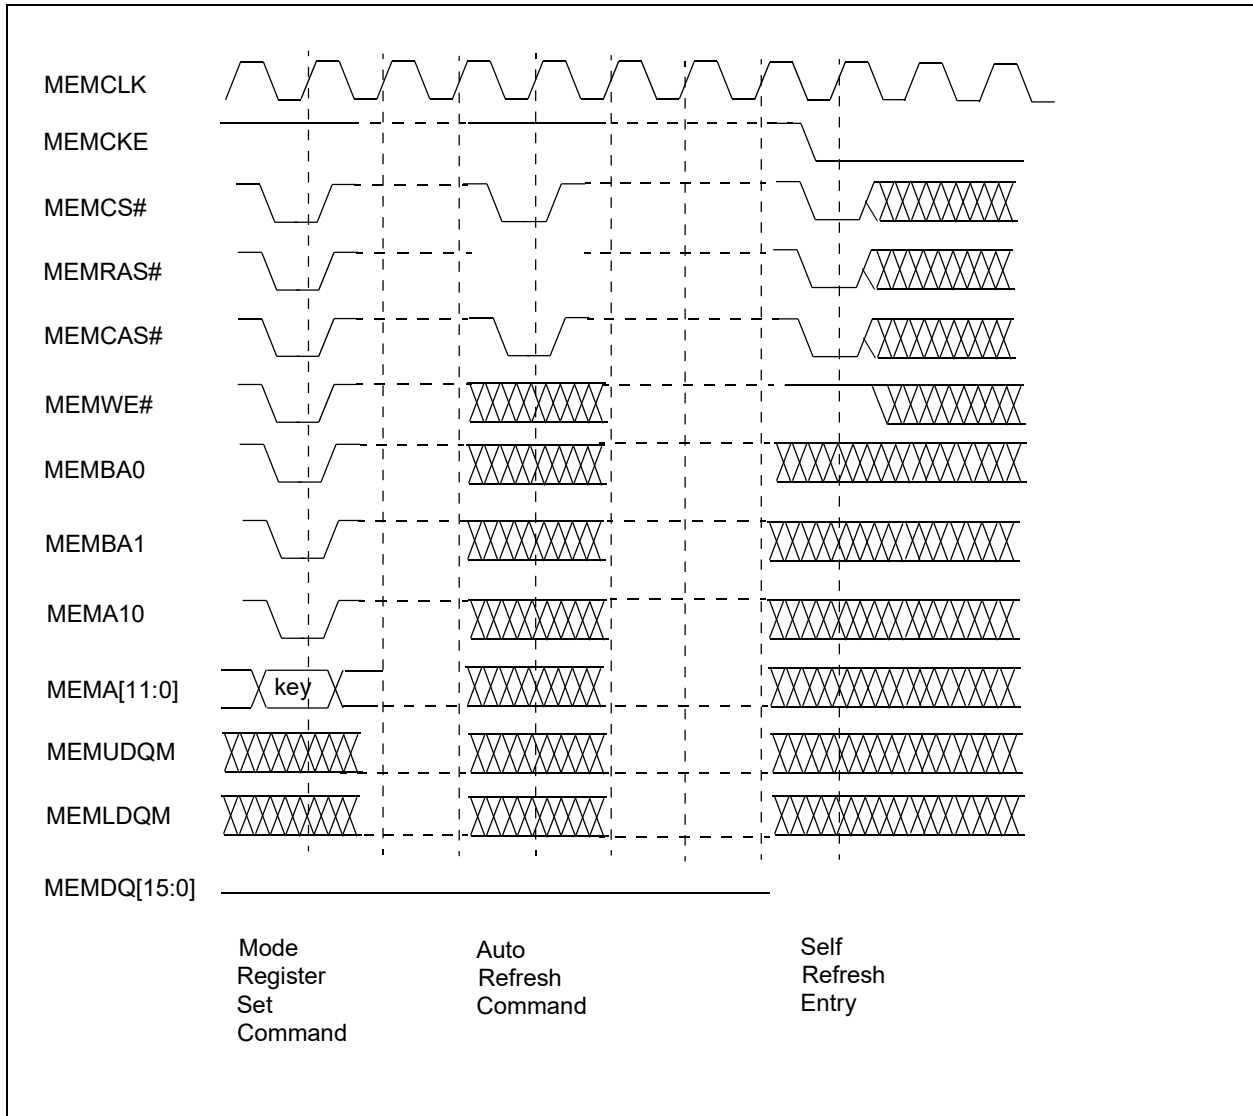 MEMCLK
MEMCKE
MEMCS#
MEMRAS#
MEMCAS#
MEMWE#
MEMBA0
MEMBA1
MEMA10
MEMA[11:0]
key
MEMUDQM
MEMLDQM
MEMDQ[15:0]
Mode
Register
Set
Command
Auto
Refresh
Command
Self
Refresh
Entry